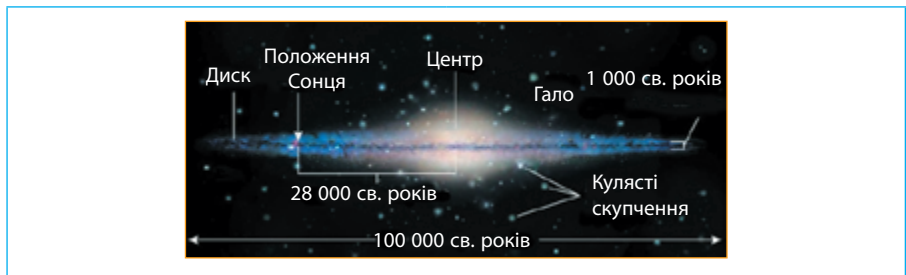 Диск
Положення
Сонця
Центр
Гало
1 000 св. років
28 000 св. років
Кулясті
скупчення
100 000 св. років